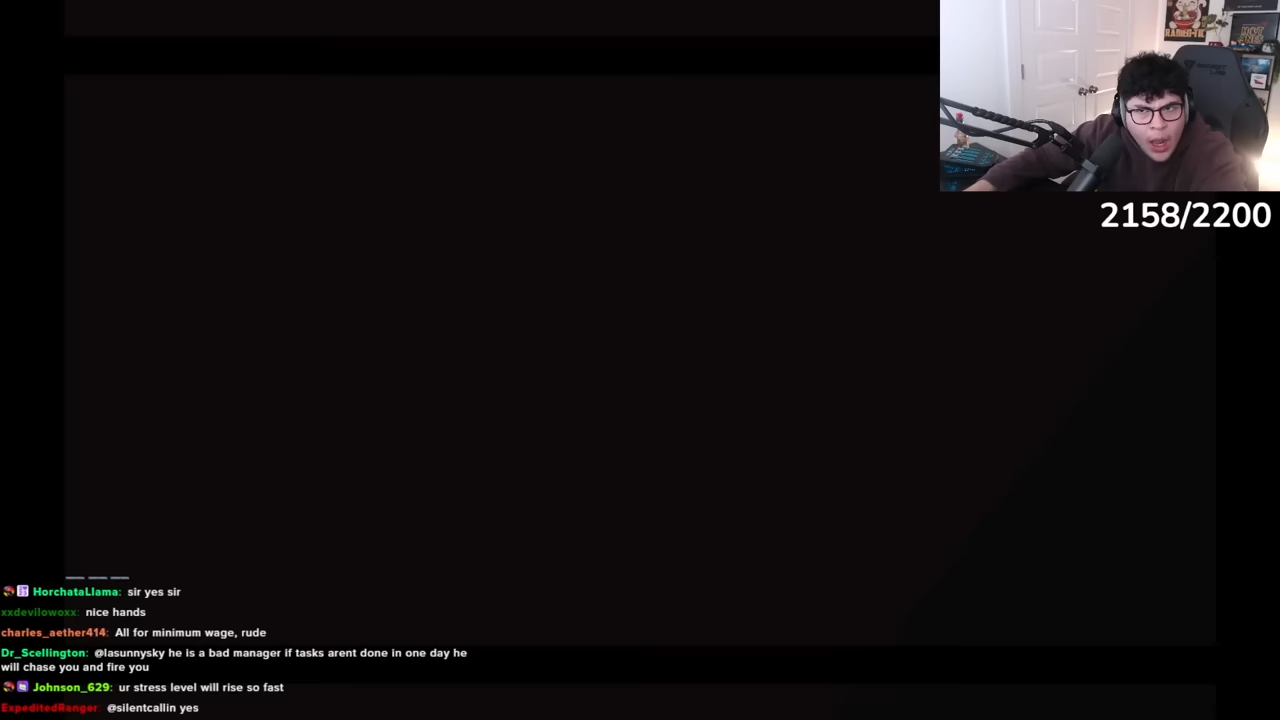 2158/2200
HorchataLlama: sir yes sir
xxdevilowoxx: nice hands
charles_aether414: All for minimum wage, rude
Dr_Scellington: @lasunnysky he is a bad manager if tasks arent done in one day he
will chase you and fire you
Johnson_629: ur stress level will rise so fast
ExpeditedRanger: @silentcallin yes